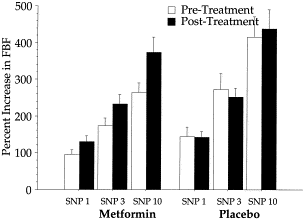 500
400
300
200
100
0
Percent Increase in FBF
Pre-Treatment
Post-Treatment
SNP 1 SNP 3 SNP 10 SNP 1 SNP 3 SNP 10
Metformin Placebo